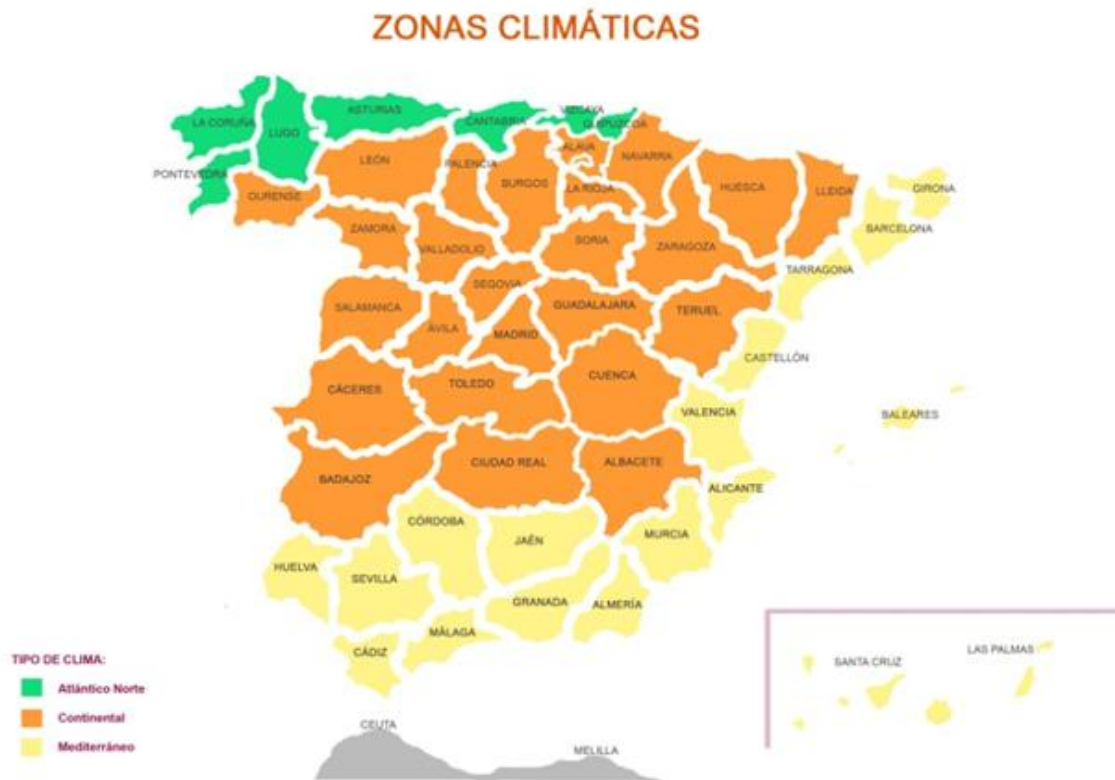 ZONAS CLIMÁTICAS
LA CORUÑA
LUGO
ASTURIAS
CANTABRIA
VIZCAYA
GUIPUZCOA
PONTEVEDRA
OURENSE
LEÓN
PALENCIA
BURGOS
ALAVA
NAVARRA
LA RIOJA
HUESCA
LLEIDA
GIRONA
BARCELONA
ZAMORA
VALLADOLID
SORIA
ZARAGOZA
TARRAGONA
SEGOVIA
SALAMANCA
ÁVILA
MADRID
GUADALAJARA
TERUEL
CASTELLÓN
CÁCERES
TOLEDO
CUENCA
VALENCIA
BALEARES
BADAJOZ
CIUDAD REAL
ALBACETE
ALICANTE
CÓRDOBA
JAÉN
MURCIA
HUELVA
SEVILLA
GRANADA
ALMERÍA
MÁLAGA
CÁDIZ
SANTA CRUZ
LAS PALMAS
TIPO DE CLIMA:
Atlántico Norte
Continental
Mediterráneo
CEUTA
MELILLA